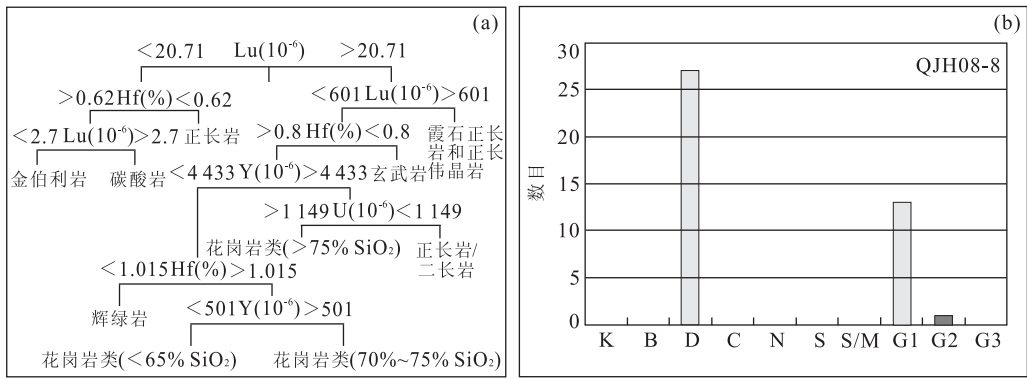 (a)
<20.71 Lu(10⁻⁶) >20.71
>0.62 Hf(%) <0.62
<601 Lu(10⁻⁶) >601
<2.7 Lu(10⁻⁶) >2.7 正长岩
>0.8 Hf(%) <0.8
霞石正长
岩和正长
伟晶岩
金伯利岩 碳酸岩
<4 433 Y(10⁻⁶) >4 433 玄武岩
>1 149 U(10⁻⁶) <1 149
花岗岩类(>75% SiO₂)
正长岩/
二长岩
<1.015 Hf(%) >1.015
辉绿岩
<501 Y(10⁻⁶) >501
花岗岩类(<65% SiO₂) 花岗岩类(70%~75% SiO₂)
(b)
QJH08-8
数目
30
25
20
15
10
5
0
K B D C N S S/M G1 G2 G3